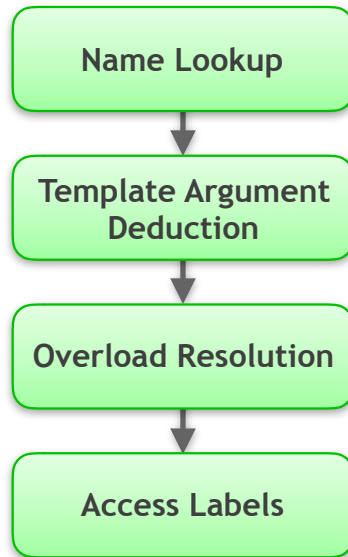 Name Lookup
Template Argument
Deduction
Overload Resolution
Access Labels